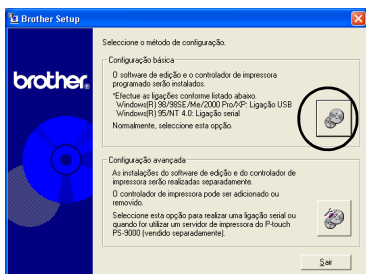 Brother Setup
Seleccione o método de configuração.
brother®
Configuração básica
O software de edição e o controlador de impressora
programado serão instalados.
*Efectue as ligações conforme listado abaixo.
Windows(R) 98/98SE/Me/2000 Pro/XP: Ligação USB
Windows(R) 95/NT 4.0: Ligação serial
Normalmente, seleccione esta opção.
Configuração avançada
As instalações do software de edição e do controlador de
impressora serão realizadas separadamente.
O controlador de impressora pode ser adicionado ou
removido.
Seleccione esta opção para realizar uma ligação serial ou
quando for utilizar um servidor de impressora do P-touch
PS-9000 (vendido separadamente).
Sair